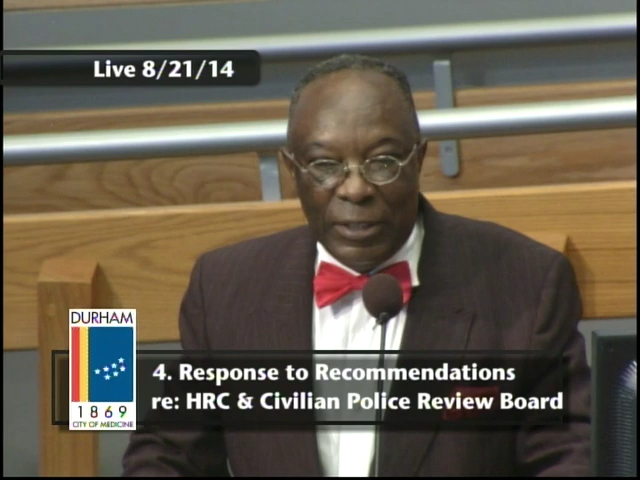 Live 8/21/14
DURHAM
1869
CITY OF MEDICINE
4. Response to Recommendations
re: HRC & Civilian Police Review Board